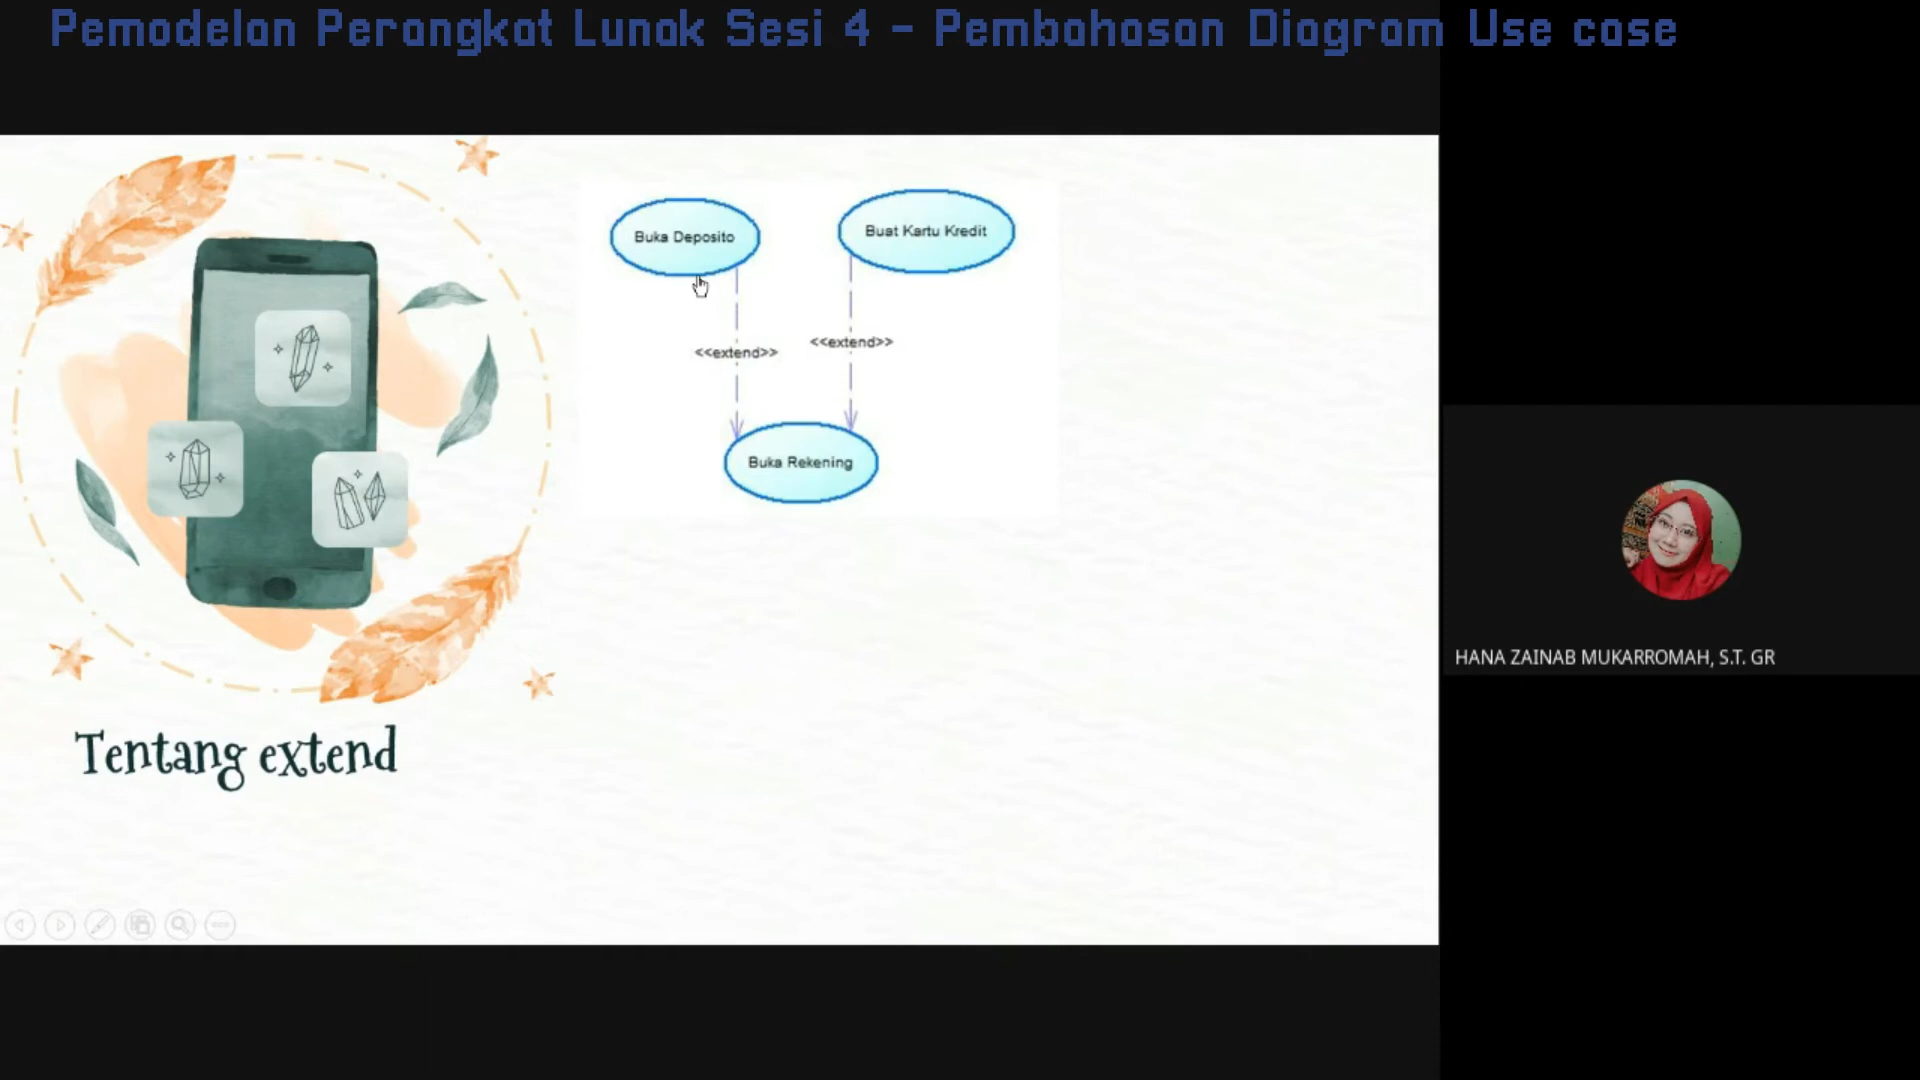 Pemodelan Perangkat Lunak Sesi 4 - Pembahasan Diagram Use case
Buka Deposito
Buat Kartu Kredit
<<extend>>
<<extend>>
Buka Rekening
HANA ZAINAB MUKARROMAH, S.T. GR
Tentang extend